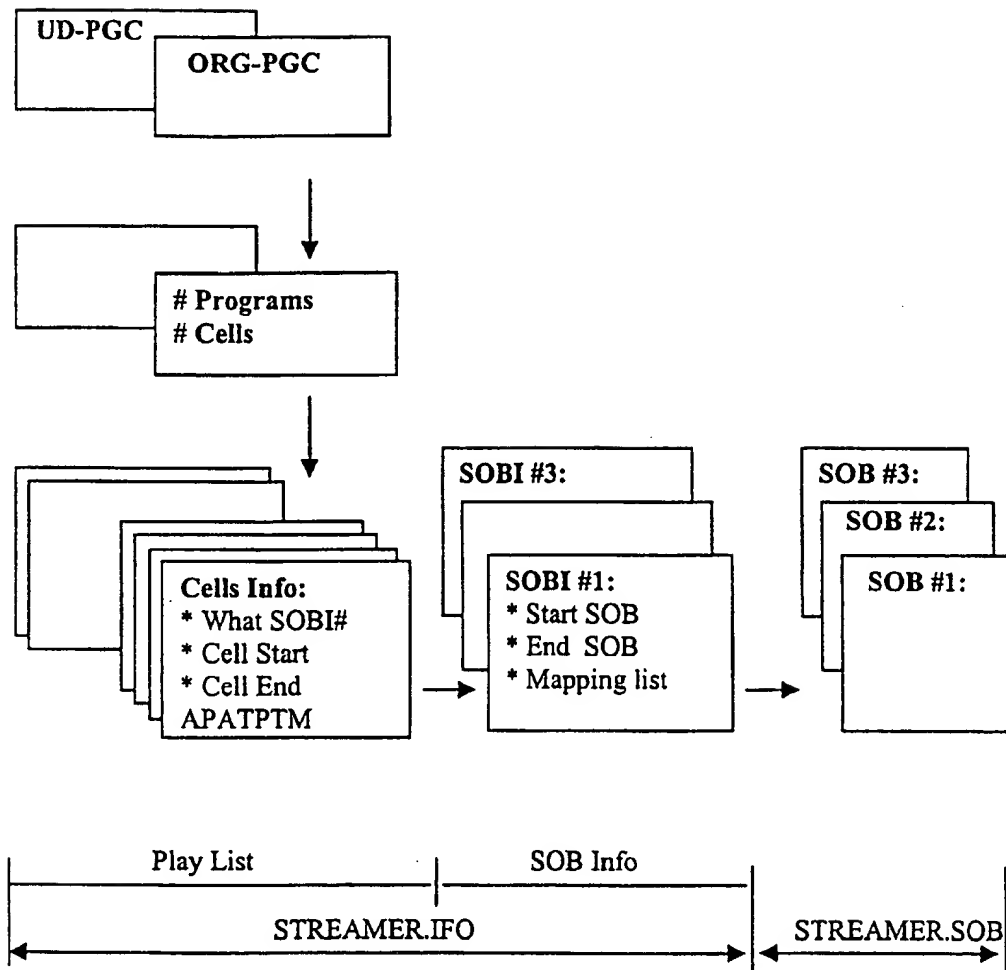 UD-PGC
ORG-PGC
# Programs
# Cells
Cells Info:
* What SOBI#
* Cell Start
* Cell End
APATPTM
SOBI #3:
SOBI #1:
* Start SOB
* End SOB
* Mapping list
SOB #3:
SOB #2:
SOB #1:
Play List
SOB Info
STREAMER.IFO
STREAMER.SOB